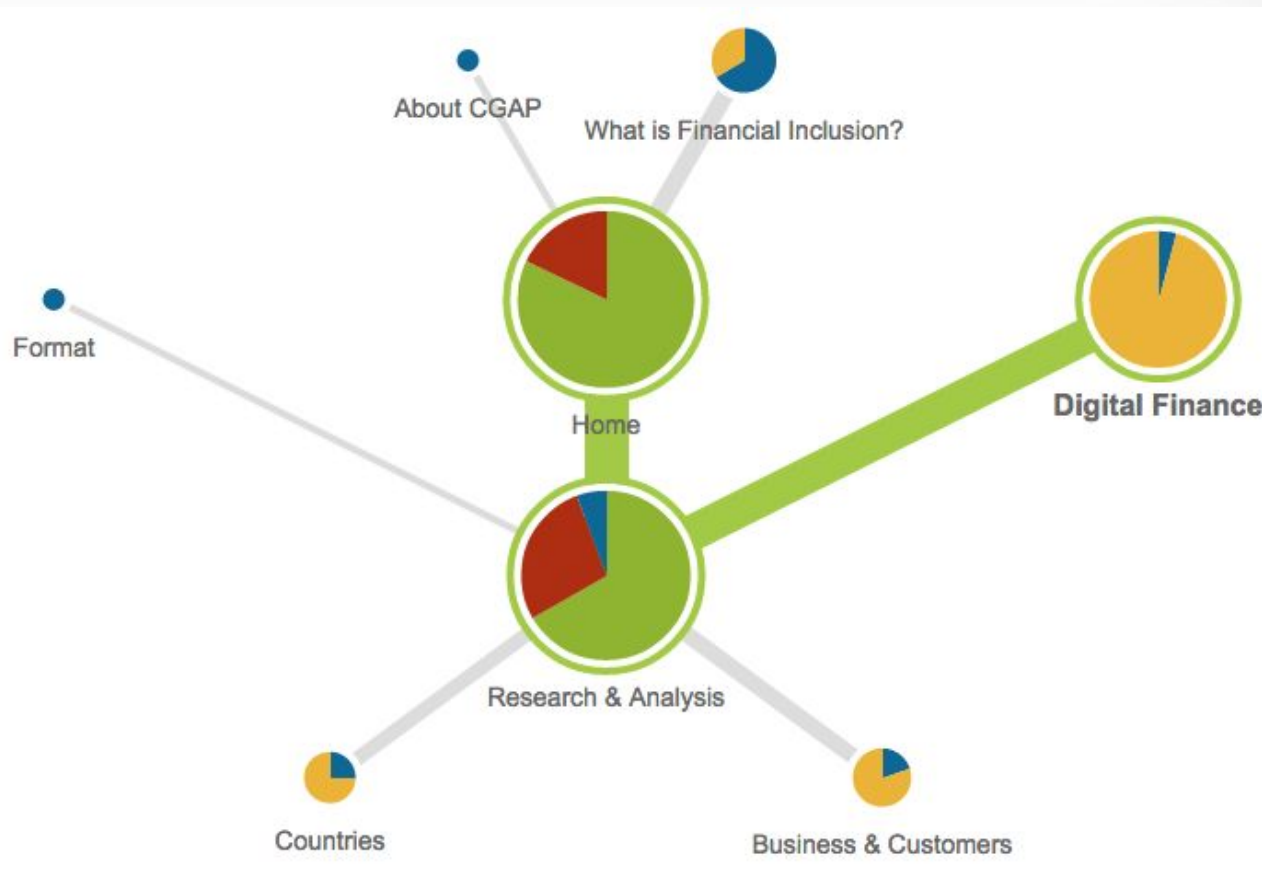 About CGAP
What is Financial Inclusion?
Format
Home
Digital Finance
Research & Analysis
Countries
Business & Customers